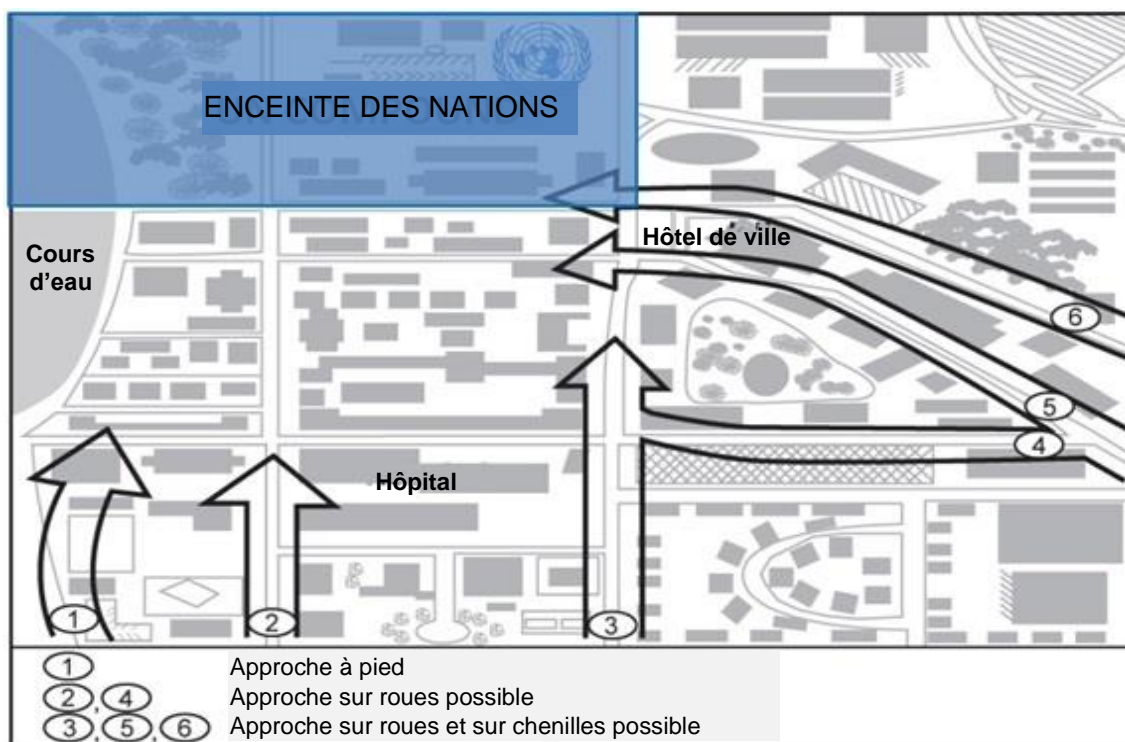 ENCEINTE DES NATIONS
Cours
d’eau
Hôtel de ville
6
5
4
Hôpital
1
2
3
1 Approche à pied
2, 4 Approche sur roues possible
3, 5, 6 Approche sur roues et sur chenilles possible